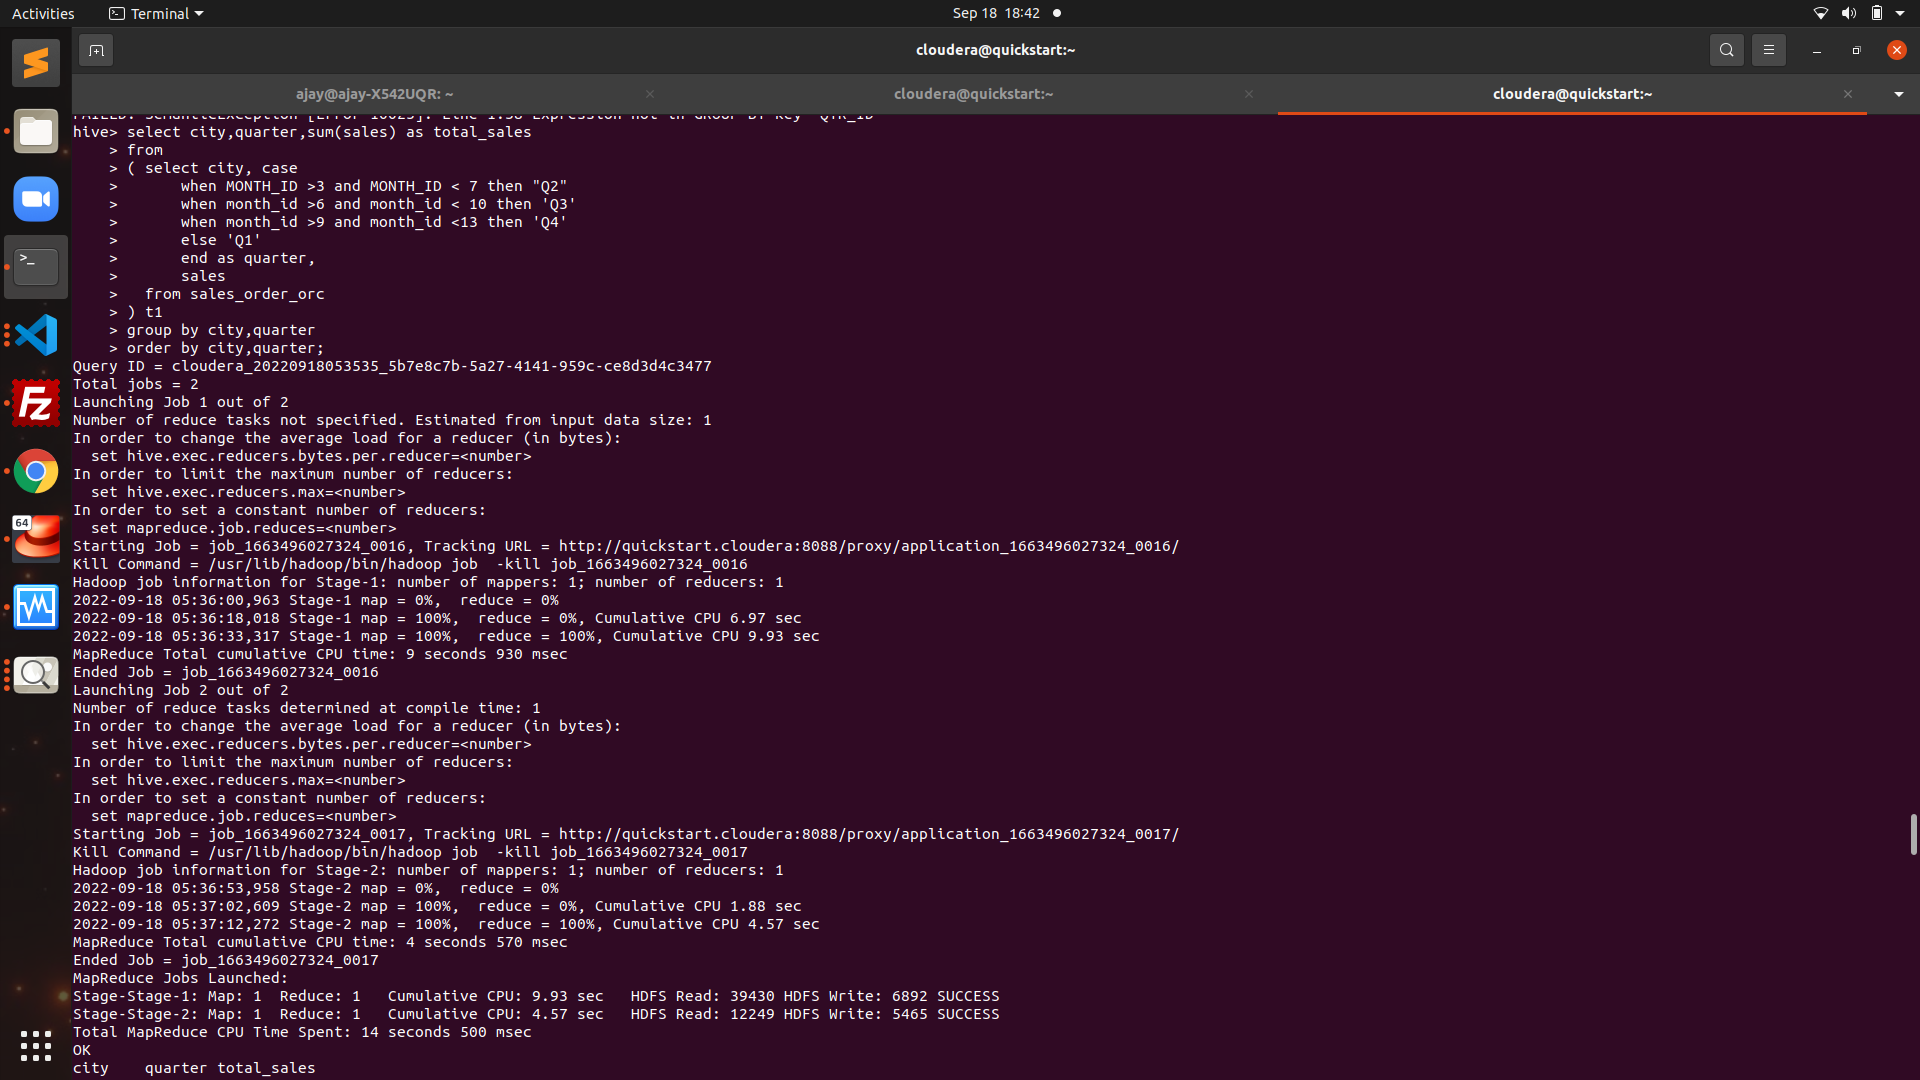 Activities
Terminal
Sep 18 18:42
cloudera@quickstart:~
ajay@ajay-X542UQR: ~
cloudera@quickstart:~
cloudera@quickstart:~
FAILED: SemanticException [Error 10025]: Line 1:58 Expression not in GROUP BY key 'QTR_ID'
hive> select city,quarter,sum(sales) as total_sales
    > from
    > ( select city, case
    >       when MONTH_ID >3 and MONTH_ID < 7 then "Q2"
    >       when month_id >6 and month_id < 10 then 'Q3'
    >       when month_id >9 and month_id <13 then 'Q4'
    >       else 'Q1'
    >       end as quarter,
    >       sales
    >   from sales_order_orc
    > ) t1
    > group by city,quarter
    > order by city,quarter;
Query ID = cloudera_20220918053535_5b7e8c7b-5a27-4141-959c-ce8d3d4c3477
Total jobs = 2
Launching Job 1 out of 2
Number of reduce tasks not specified. Estimated from input data size: 1
In order to change the average load for a reducer (in bytes):
  set hive.exec.reducers.bytes.per.reducer=<number>
In order to limit the maximum number of reducers:
  set hive.exec.reducers.max=<number>
In order to set a constant number of reducers:
  set mapreduce.job.reduces=<number>
Starting Job = job_1663496027324_0016, Tracking URL = http://quickstart.cloudera:8088/proxy/application_1663496027324_0016/
Kill Command = /usr/lib/hadoop/bin/hadoop job  -kill job_1663496027324_0016
Hadoop job information for Stage-1: number of mappers: 1; number of reducers: 1
2022-09-18 05:36:00,963 Stage-1 map = 0%,  reduce = 0%
2022-09-18 05:36:18,018 Stage-1 map = 100%,  reduce = 0%, Cumulative CPU 6.97 sec
2022-09-18 05:36:33,317 Stage-1 map = 100%,  reduce = 100%, Cumulative CPU 9.93 sec
MapReduce Total cumulative CPU time: 9 seconds 930 msec
Ended Job = job_1663496027324_0016
Launching Job 2 out of 2
Number of reduce tasks determined at compile time: 1
In order to change the average load for a reducer (in bytes):
  set hive.exec.reducers.bytes.per.reducer=<number>
In order to limit the maximum number of reducers:
  set hive.exec.reducers.max=<number>
In order to set a constant number of reducers:
  set mapreduce.job.reduces=<number>
Starting Job = job_1663496027324_0017, Tracking URL = http://quickstart.cloudera:8088/proxy/application_1663496027324_0017/
Kill Command = /usr/lib/hadoop/bin/hadoop job  -kill job_1663496027324_0017
Hadoop job information for Stage-2: number of mappers: 1; number of reducers: 1
2022-09-18 05:36:53,958 Stage-2 map = 0%,  reduce = 0%
2022-09-18 05:37:02,609 Stage-2 map = 100%,  reduce = 0%, Cumulative CPU 1.88 sec
2022-09-18 05:37:12,272 Stage-2 map = 100%,  reduce = 100%, Cumulative CPU 4.57 sec
MapReduce Total cumulative CPU time: 4 seconds 570 msec
Ended Job = job_1663496027324_0017
MapReduce Jobs Launched:
Stage-Stage-1: Map: 1  Reduce: 1   Cumulative CPU: 9.93 sec   HDFS Read: 39430 HDFS Write: 6892 SUCCESS
Stage-Stage-2: Map: 1  Reduce: 1   Cumulative CPU: 4.57 sec   HDFS Read: 12249 HDFS Write: 5465 SUCCESS
Total MapReduce CPU Time Spent: 14 seconds 500 msec
OK
city    quarter total_sales
64